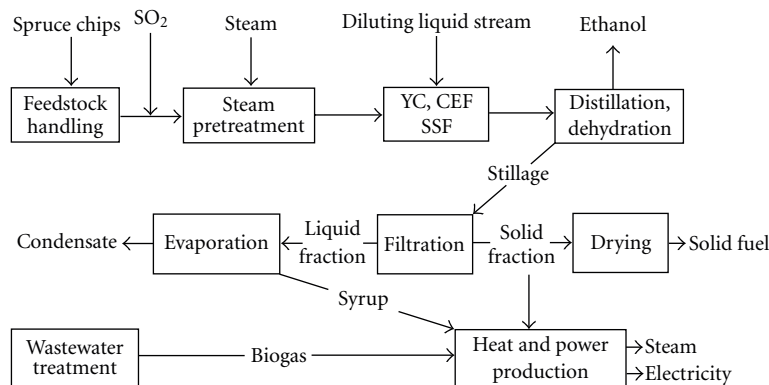 Spruce chips
SO₂
Steam
Diluting liquid stream
Ethanol
Feedstock
handling
Steam
pretreatment
YC, CEF
SSF
Distillation,
dehydration
Stillage
Condensate
Evaporation
Liquid
fraction
Filtration
Solid
fraction
Drying
Solid fuel
Syrup
Wastewater
treatment
Biogas
Heat and power
production
Steam
Electricity